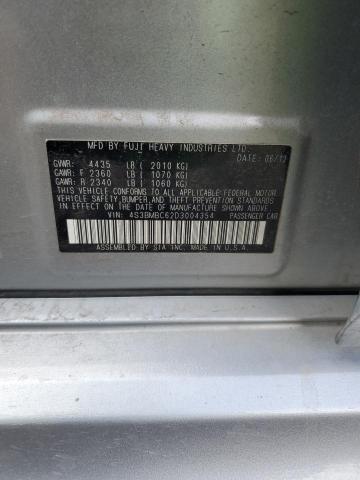 MFD BY FUJI HEAVY INDUSTRIES LTD.
DATE: 06/12
GVWR: 4435 LB ( 2010 KG)
GAWR: F 2360 LB ( 1070 KG)
GAWR: R 2340 LB ( 1060 KG)
THIS VEHICLE CONFORMS TO ALL APPLICABLE FEDERAL MOTOR
VEHICLE SAFETY, BUMPER, AND THEFT PREVENTION STANDARDS
IN EFFECT ON THE DATE OF MANUFACTURE SHOWN ABOVE.
VIN: 4S3BMBC62D3004354 PASSENGER CAR
ASSEMBLED BY SIA INC. IN U.S.A.